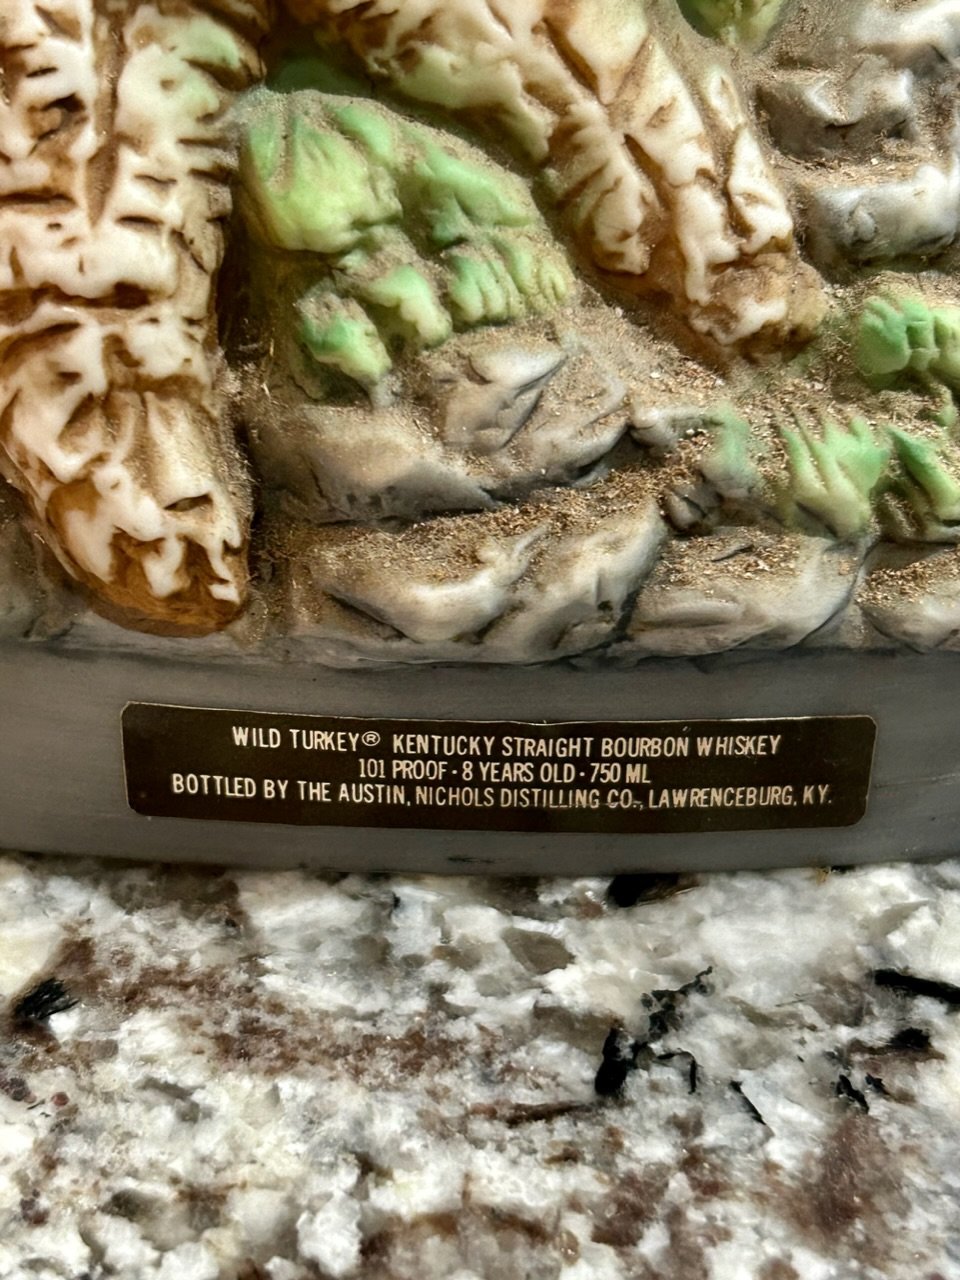 WILD TURKEY® KENTUCKY STRAIGHT BOURBON WHISKEY
101 PROOF · 8 YEARS OLD · 750 ML
BOTTLED BY THE AUSTIN, NICHOLS DISTILLING CO., LAWRENCEBURG, KY.